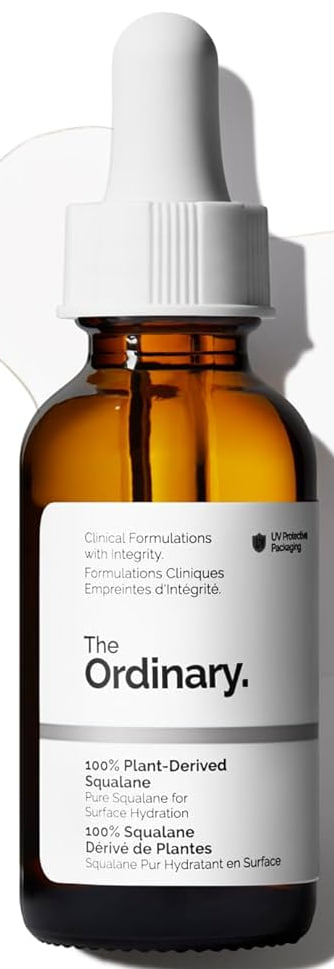 Clinical Formulations
with Integrity.
Formulations Cliniques
Empreintes d'Intégrité.
UV Protective
Packaging
The
Ordinary.
100% Plant-Derived
Squalane
Pure Squalane for
Surface Hydration
100% Squalane
Dérivé de Plantes
Squalane Pur Hydratant en Surface